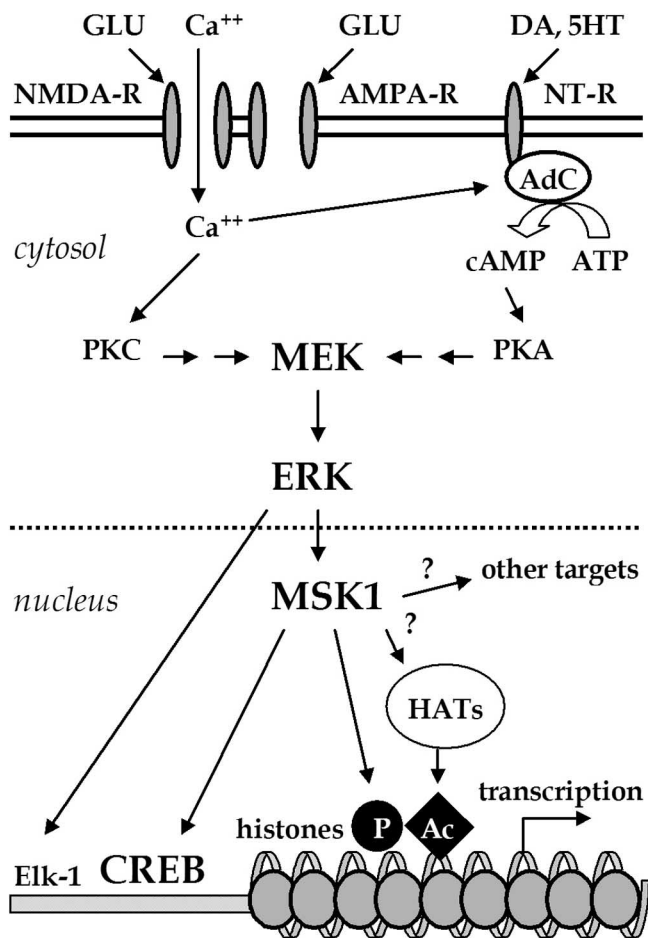 GLU Ca++ GLU DA, 5HT
NMDA-R AMPA-R NT-R
AdC
Ca++
cytosol cAMP ATP
PKC MEK PKA
ERK
? other targets
nucleus MSK1
?
HATs
transcription
histones P Ac
Elk-1 CREB